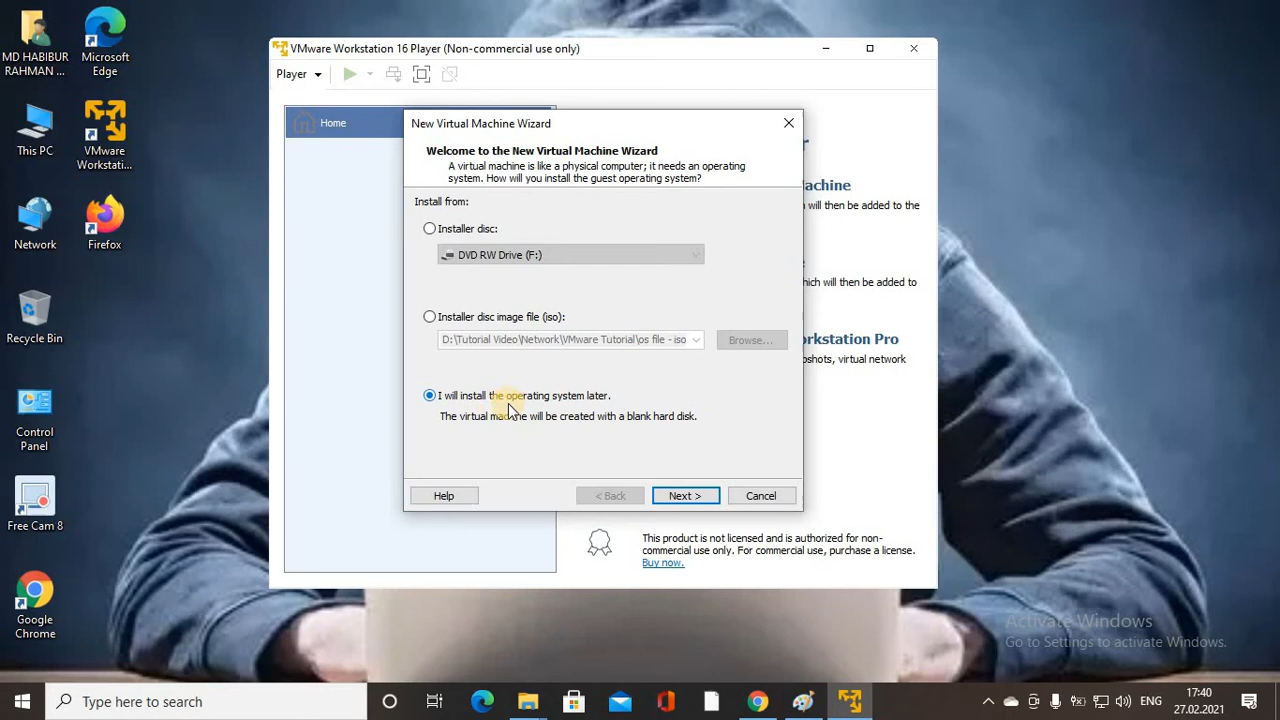 MD HABIBUR
RAHMAN ...
Microsoft
Edge
This PC
VMware
Workstati...
Network
Firefox
Recycle Bin
Control
Panel
Free Cam 8
Google
Chrome
VMware Workstation 16 Player (Non-commercial use only)
Player
Home
New Virtual Machine Wizard
Welcome to the New Virtual Machine Wizard
A virtual machine is like a physical computer; it needs an operating
system. How will you install the guest operating system?
Install from:
Installer disc:
DVD RW Drive (F:)
Installer disc image file (iso):
D:\Tutorial Video\Network\VMware Tutorial\os file - iso
Browse...
I will install the operating system later.
The virtual machine will be created with a blank hard disk.
Help
< Back
Next >
Cancel
achine
ch will then be added to the
hich will then be added to
rkstation Pro
pshots, virtual network
This product is not licensed and is authorized for non-
commercial use only. For commercial use, purchase a license.
Buy now.
Activate Windows
Go to Settings to activate Windows.
Type here to search
ENG
17:40
27.02.2021